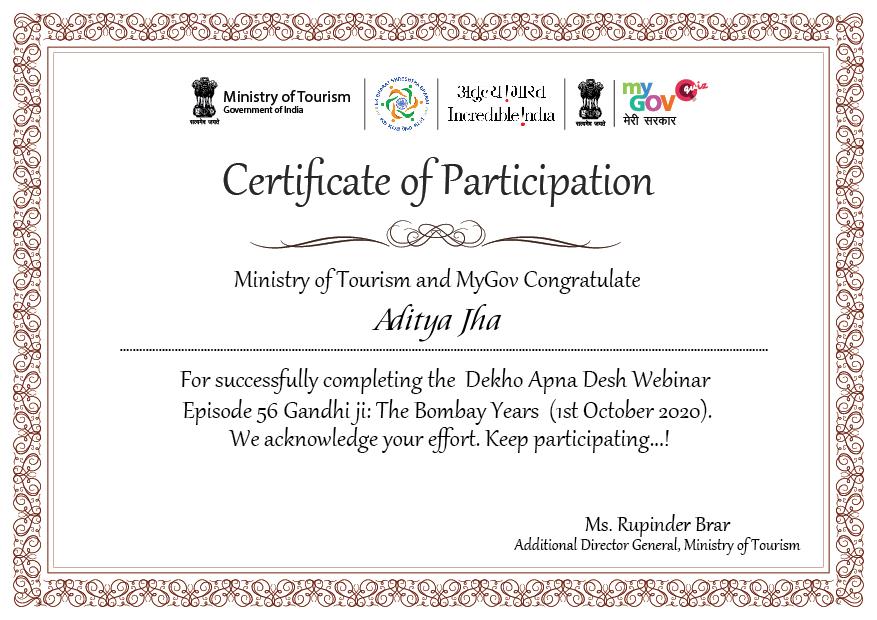 Ministry of Tourism
Government of India
सत्यमेव जयते
EK BHARAT SHRESHTHA BHARAT
अतुल्य !भारत
Incredible!ndia
सत्यमेव जयते
my GOV quiz
मेरी सरकार
Certificate of Participation
Ministry of Tourism and MyGov Congratulate
Aditya Jha
For successfully completing the Dekho Apna Desh Webinar
Episode 56 Gandhi ji: The Bombay Years (1st October 2020).
We acknowledge your effort. Keep participating...!
Ms. Rupinder Brar
Additional Director General, Ministry of Tourism